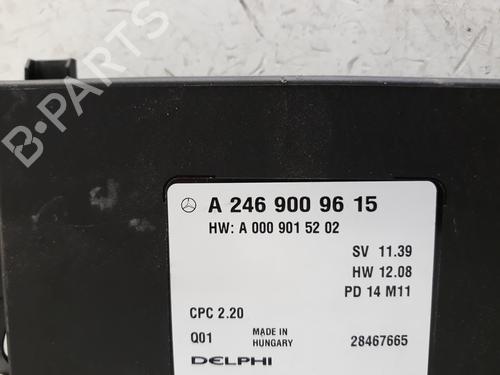 A 246 900 96 15
HW: A 000 901 52 02
SV 11.39
HW 12.08
PD 14 M11
CPC 2.20
Q01
MADE IN
HUNGARY
28467665
DELPHI
B-PARTS